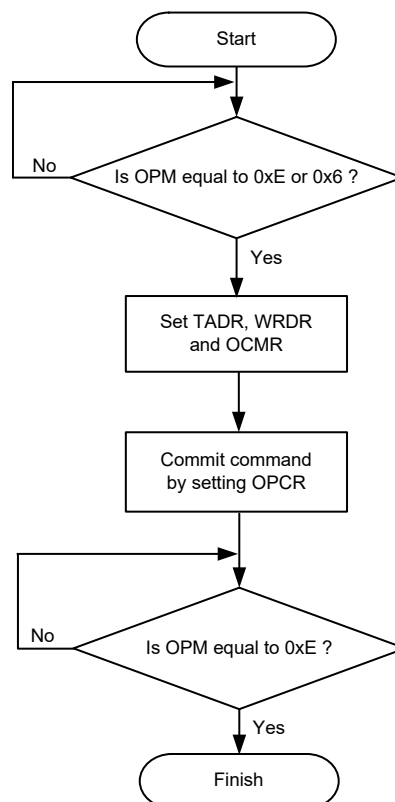 Start
No
Is OPM equal to 0xE or 0x6 ?
Yes
Set TADR, WRDR
and OCMR
Commit command
by setting OPCR
No
Is OPM equal to 0xE ?
Yes
Finish